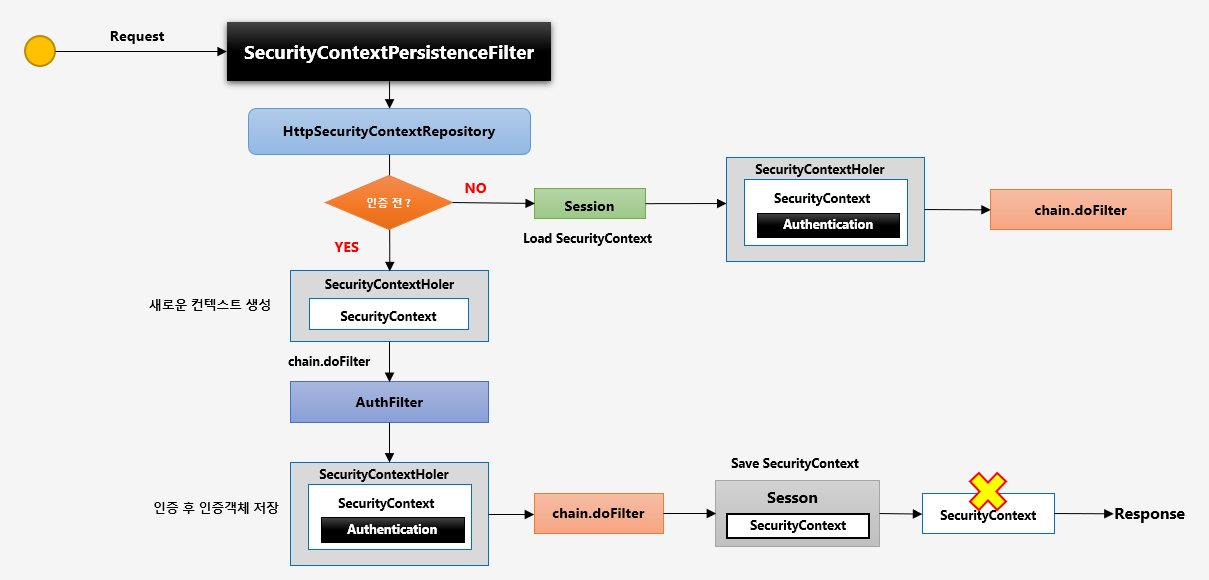 Request
SecurityContextPersistenceFilter
HttpSecurityContextRepository
인증 전 ?
NO
Session
Load SecurityContext
SecurityContextHoler
SecurityContext
Authentication
chain.doFilter
YES
SecurityContextHoler
새로운 컨텍스트 생성
SecurityContext
chain.doFilter
AuthFilter
SecurityContextHoler
인증 후 인증객체 저장
SecurityContext
Authentication
chain.doFilter
Save SecurityContext
Sesson
SecurityContext
SecurityContext
Response